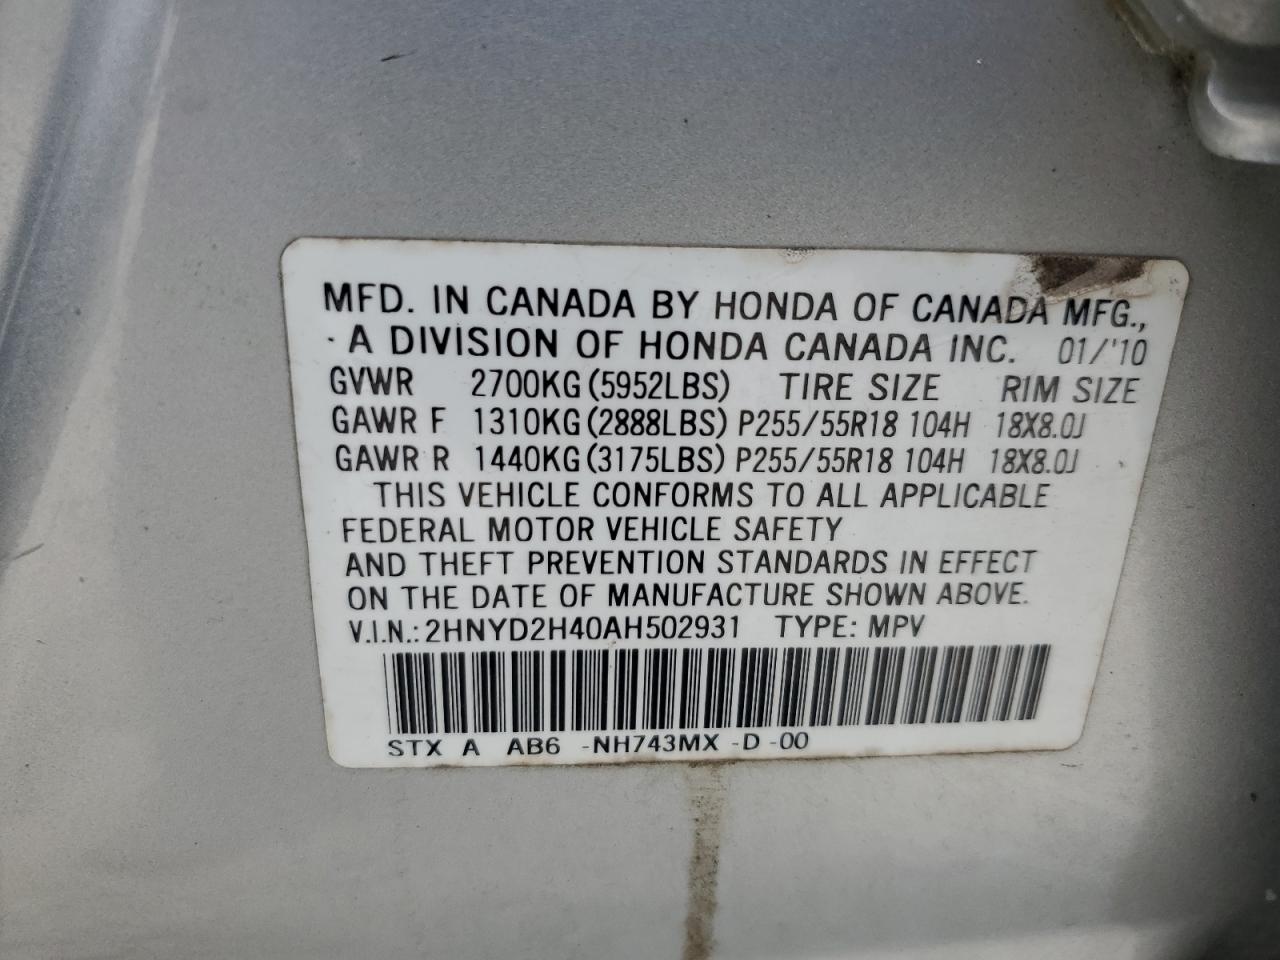 MFD. IN CANADA BY HONDA OF CANADA MFG.,
A DIVISION OF HONDA CANADA INC. 01/'10
GVWR 2700KG (5952LBS) TIRE SIZE RIM SIZE
GAWR F 1310KG (2888LBS) P255/55R18 104H 18X8.0J
GAWR R 1440KG (3175LBS) P255/55R18 104H 18X8.0J
THIS VEHICLE CONFORMS TO ALL APPLICABLE
FEDERAL MOTOR VEHICLE SAFETY
AND THEFT PREVENTION STANDARDS IN EFFECT
ON THE DATE OF MANUFACTURE SHOWN ABOVE.
V.I.N.: 2HNYD2H40AH502931 TYPE: MPV
STX A AB6 -NH743MX -D -00